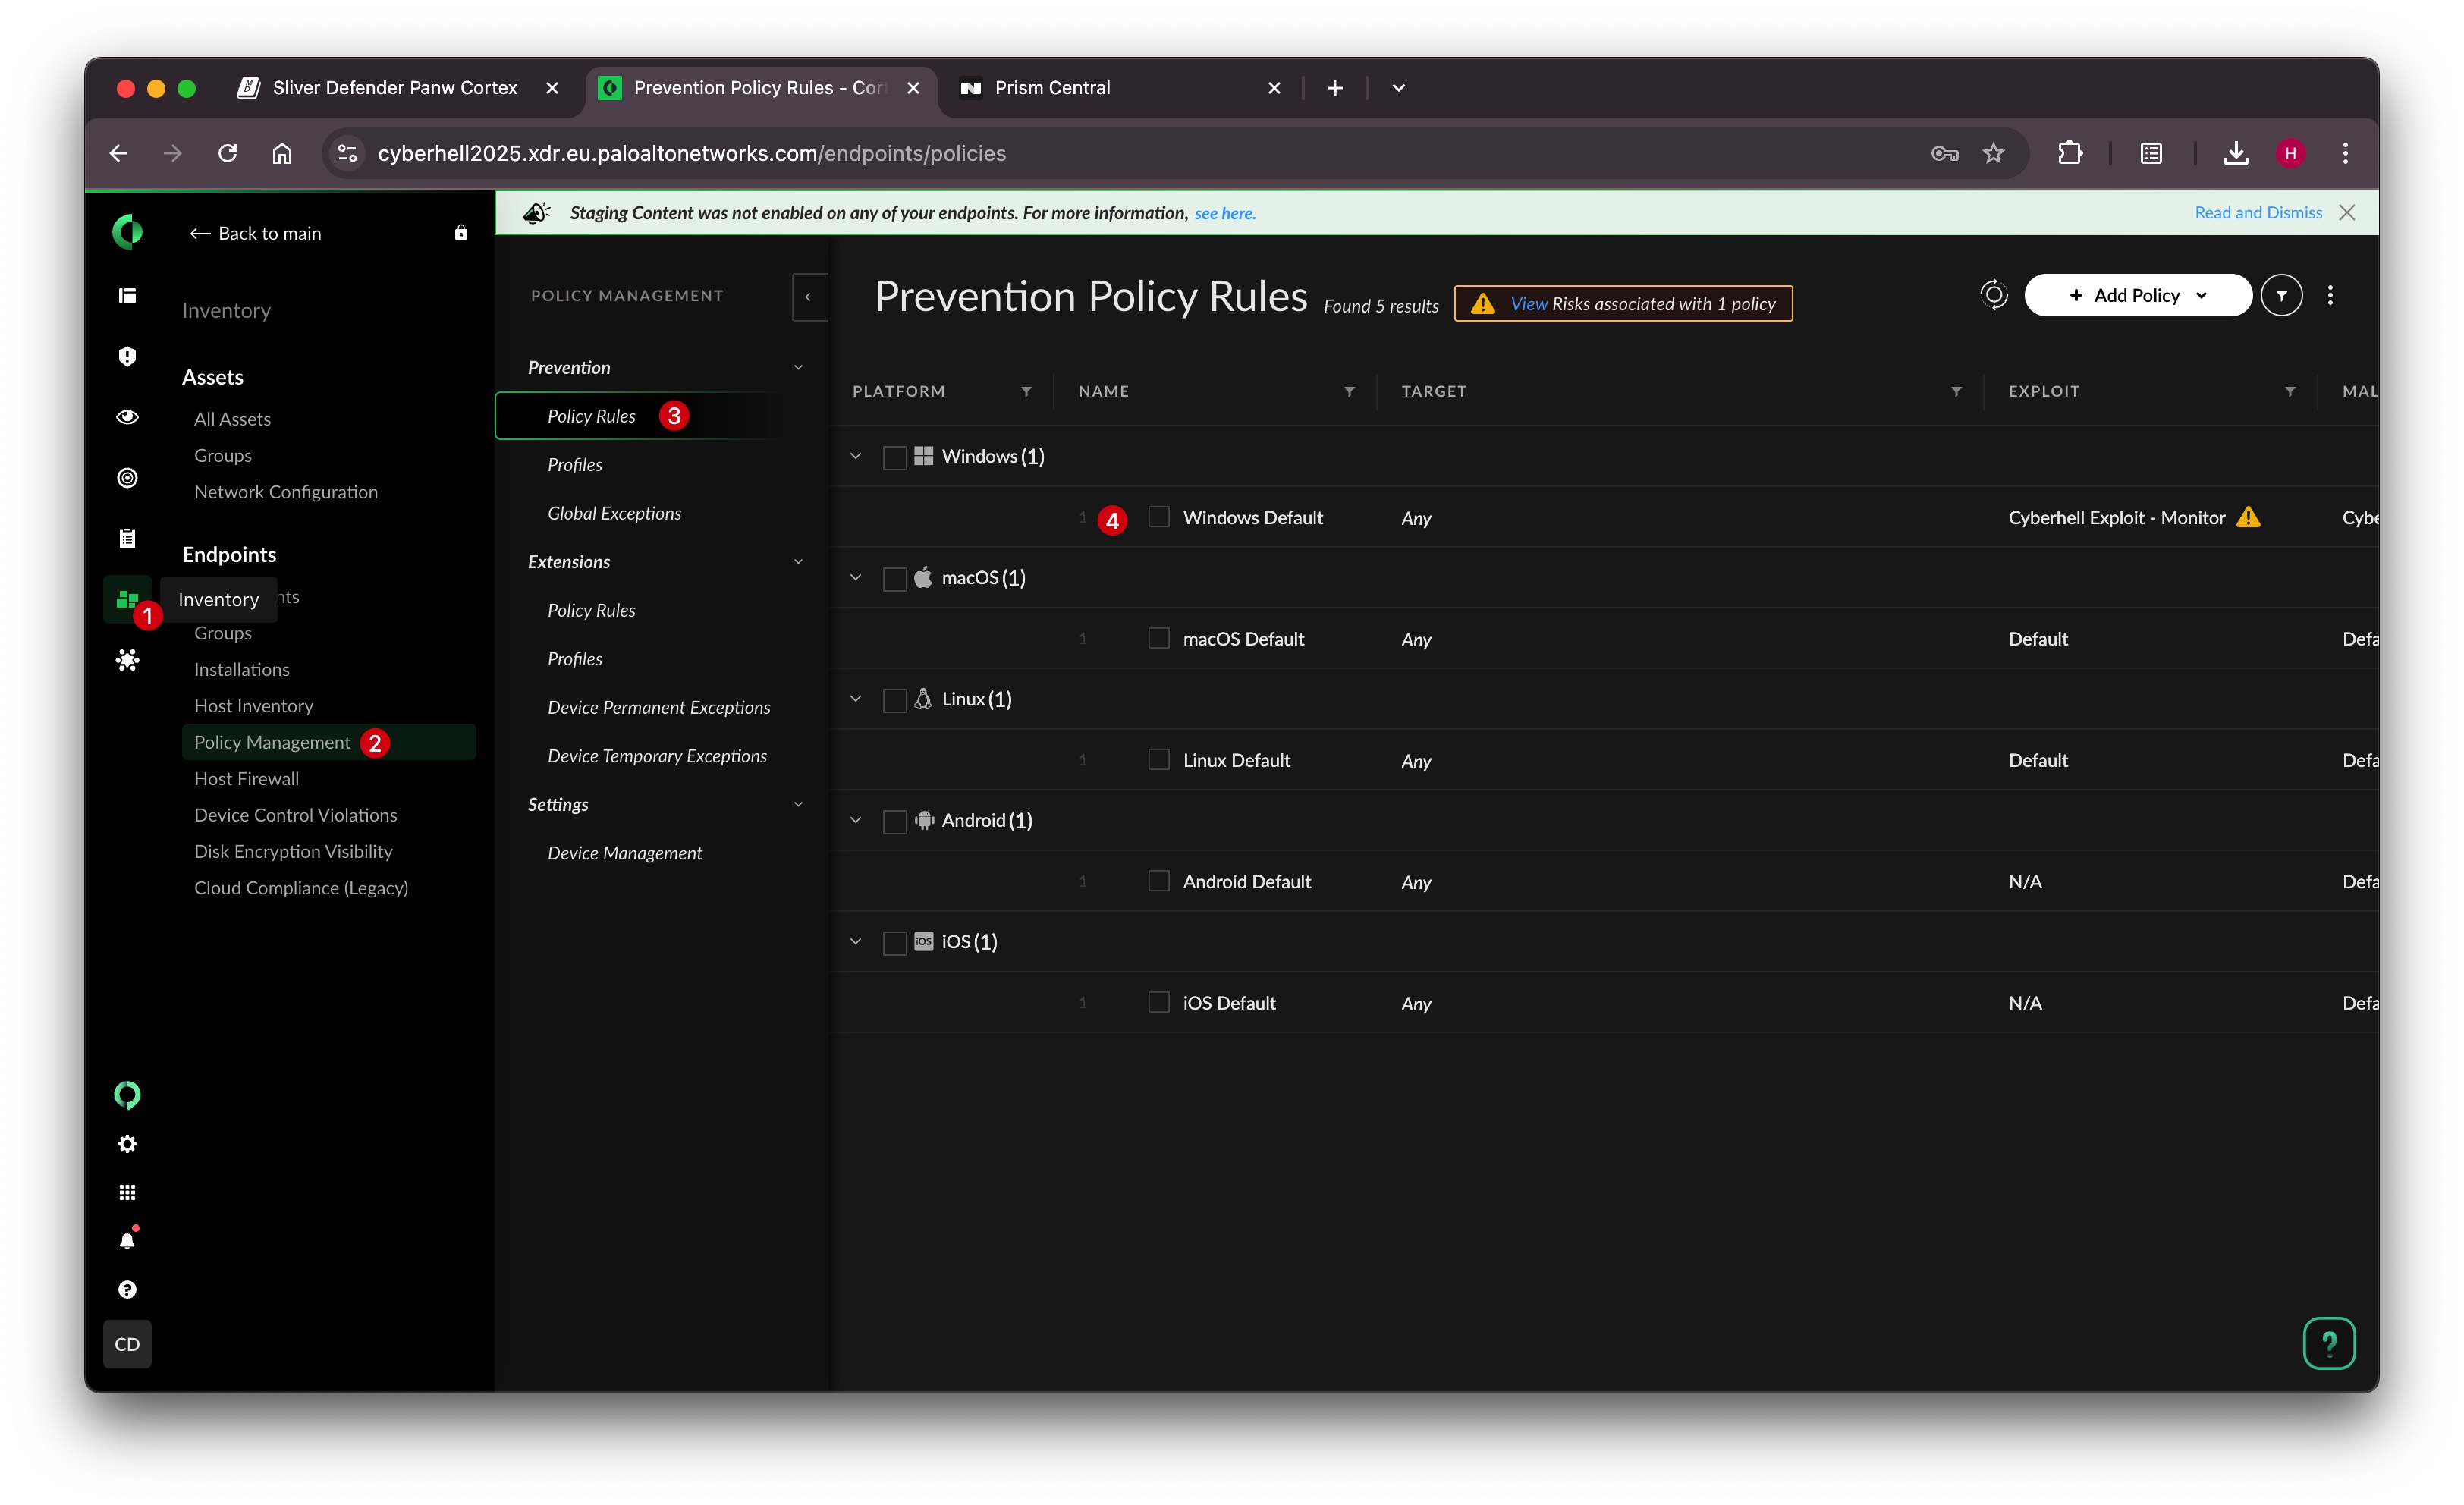 Sliver Defender Panw Cortex
Prevention Policy Rules - Cor
Prism Central
cyberhell2025.xdr.eu.paloaltonetworks.com/endpoints/policies
H
Staging Content was not enabled on any of your endpoints. For more information, see here.
Read and Dismiss
Back to main
Inventory
Assets
All Assets
Groups
Network Configuration
Endpoints
Inventory
nts
1
Groups
Installations
Host Inventory
Policy Management 2
Host Firewall
Device Control Violations
Disk Encryption Visibility
Cloud Compliance (Legacy)
CD
POLICY MANAGEMENT
Prevention
Policy Rules 3
Profiles
Global Exceptions
Extensions
Policy Rules
Profiles
Device Permanent Exceptions
Device Temporary Exceptions
Settings
Device Management
Prevention Policy Rules
Found 5 results
View Risks associated with 1 policy
+ Add Policy
PLATFORM NAME TARGET EXPLOIT MAL
Windows (1)
1 4 Windows Default Any Cyberhell Exploit - Monitor Cybe
macOS (1)
1 macOS Default Any Default Defa
Linux (1)
1 Linux Default Any Default Defa
Android (1)
1 Android Default Any N/A Defa
iOS iOS (1)
1 iOS Default Any N/A Defa
?